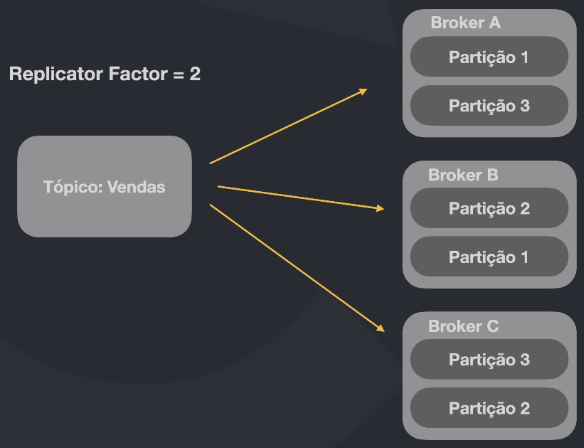 Replicator Factor = 2
Tópico: Vendas
Broker A
Partição 1
Partição 3
Broker B
Partição 2
Partição 1
Broker C
Partição 3
Partição 2